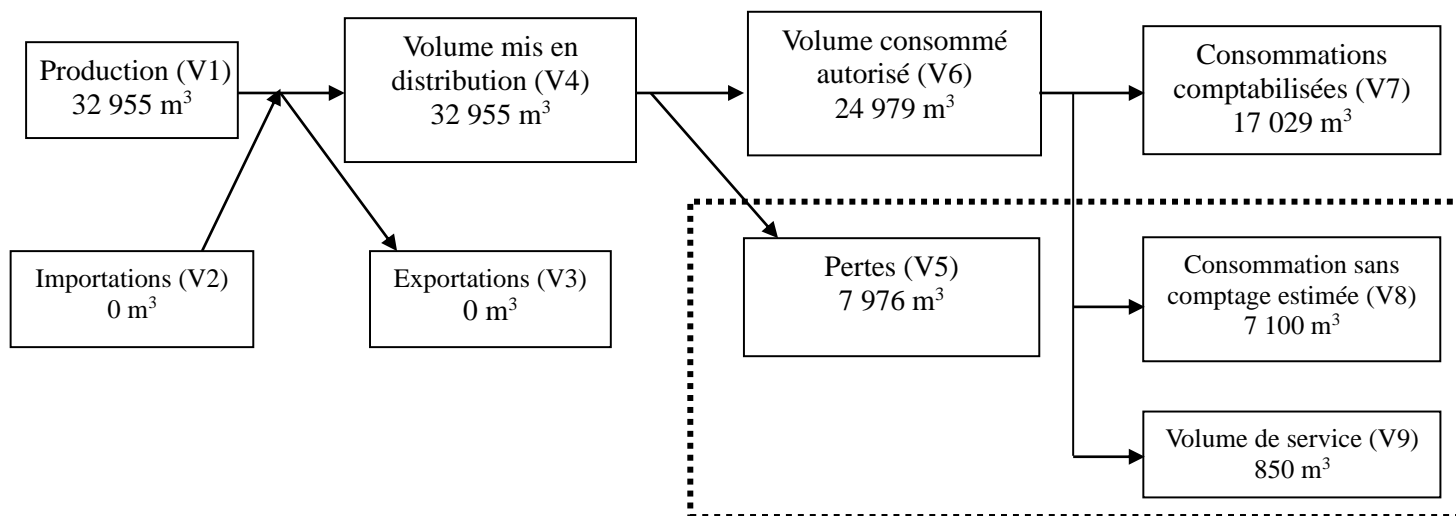 Production (V1)
32 955 m³
Volume mis en
distribution (V4)
32 955 m³
Volume consommé
autorisé (V6)
24 979 m³
Consommations
comptabilisées (V7)
17 029 m³
Importations (V2)
0 m³
Exportations (V3)
0 m³
Pertes (V5)
7 976 m³
Consommation sans
comptage estimée (V8)
7 100 m³
Volume de service (V9)
850 m³